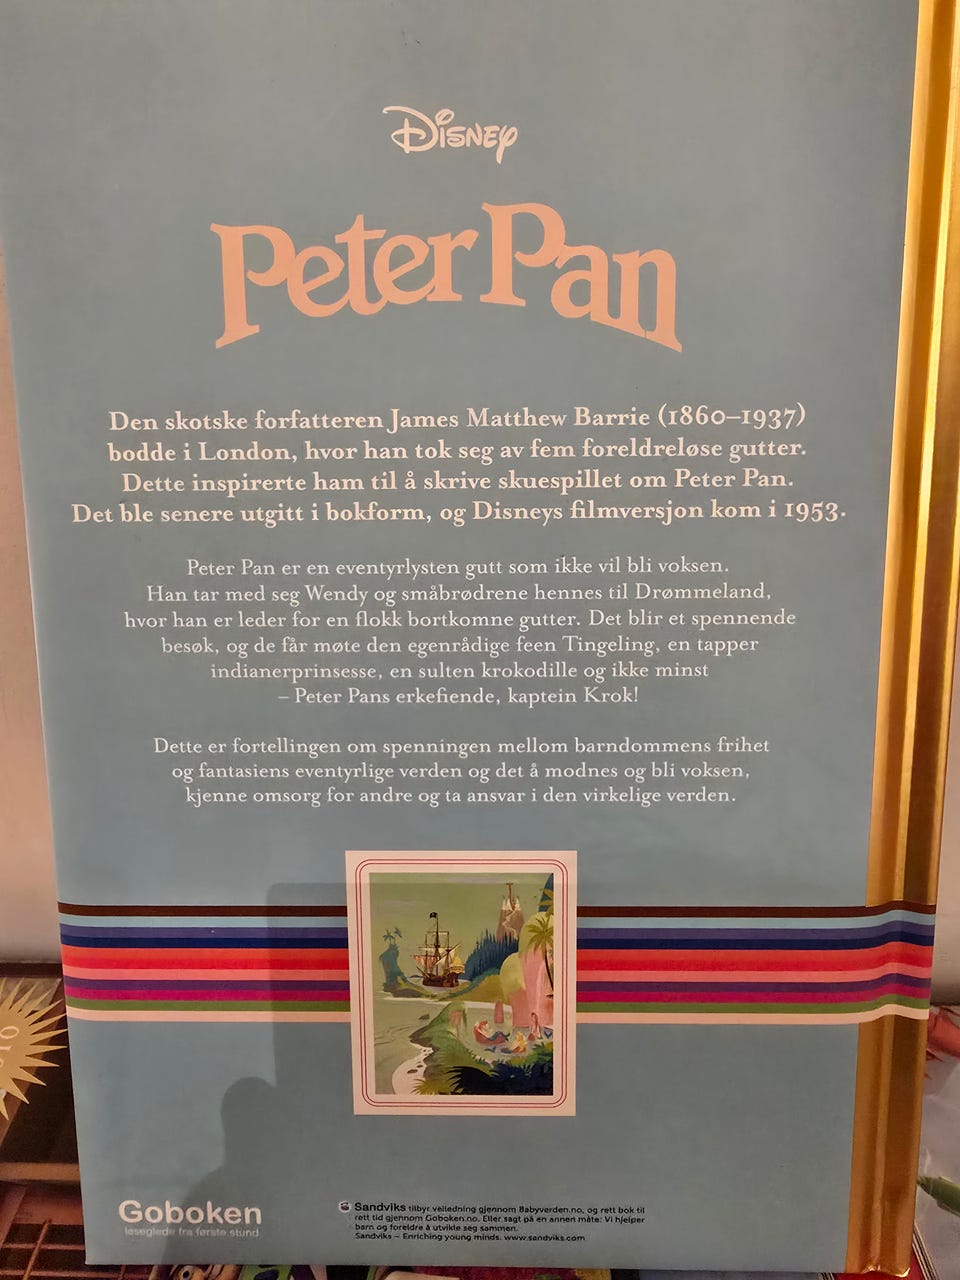 Disney
Peter Pan
Den skotske forfatteren James Matthew Barrie (1860–1937)
bodde i London, hvor han tok seg av fem foreldreløse gutter.
Dette inspirerte ham til å skrive skuespillet om Peter Pan.
Det ble senere utgitt i bokform, og Disneys filmversjon kom i 1953.
Peter Pan er en eventyrlysten gutt som ikke vil bli voksen.
Han tar med seg Wendy og småbrødrene hennes til Drømmeland,
hvor han er leder for en flokk bortkomne gutter. Det blir et spennende
besøk, og de får møte den egenrådige feen Tingeling, en tapper
indianerprinsesse, en sulten krokodille og ikke minst
– Peter Pans erkefiende, kaptein Krok!
Dette er fortellingen om spenningen mellom barndommens frihet
og fantasiens eventyrlige verden og det å modnes og bli voksen,
kjenne omsorg for andre og ta ansvar i den virkelige verden.
Goboken
leseglede fra første stund
Sandviks tilbyr veiledning gjennom Babyverden.no, og rett bok til
rett tid gjennom Goboken.no. Eller sagt på en annen måte: Vi hjelper
barn og foreldre å utvikle seg sammen.
Sandviks – Enriching young minds. www.sandviks.com